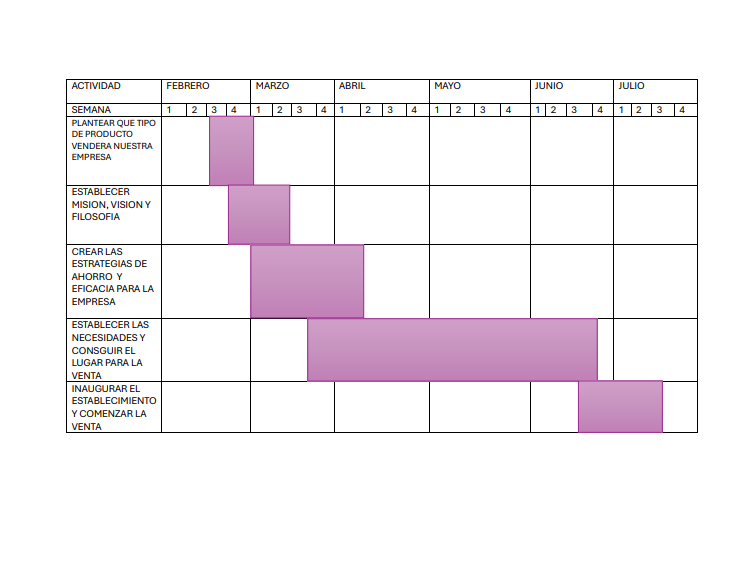 ACTIVIDAD FEBRERO MARZO ABRIL MAYO JUNIO JULIO
SEMANA 1 2 3 4 1 2 3 4 1 2 3 4 1 2 3 4 1 2 3 4 1 2 3 4
PLANTEAR QUE TIPO
DE PRODUCTO
VENDERA NUESTRA
EMPRESA
ESTABLECER
MISION, VISION Y
FILOSOFIA
CREAR LAS
ESTRATEGIAS DE
AHORRO Y
EFICACIA PARA LA
EMPRESA
ESTABLECER LAS
NECESIDADES Y
CONSGUIR EL
LUGAR PARA LA
VENTA
INAUGURAR EL
ESTABLECIMIENTO
Y COMENZAR LA
VENTA